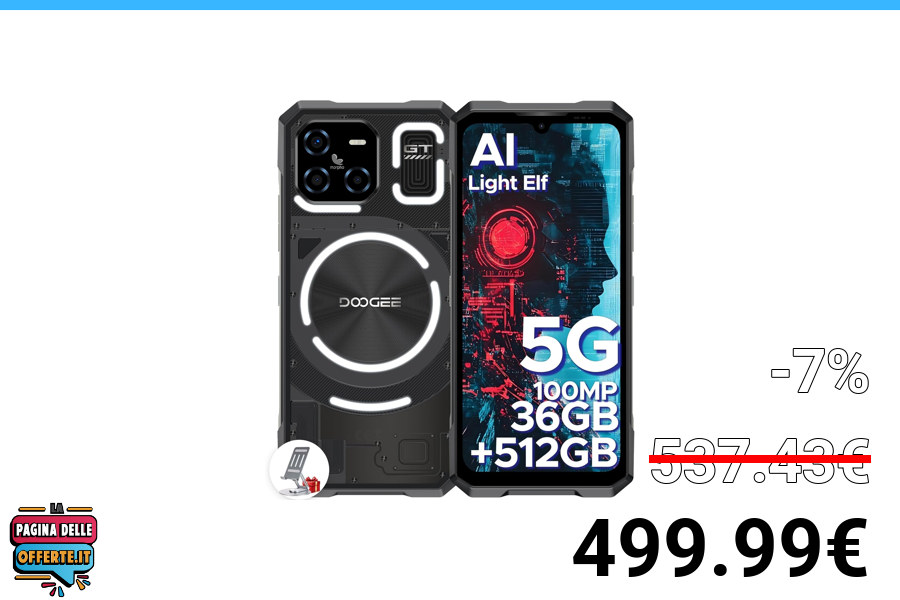 GT
morpho
DOOGEE
AI
Light Elf
5G
100MP
36GB
+512GB
-7%
537.43€
499.99€
LA
PAGINA DELLE
OFFERTE.IT